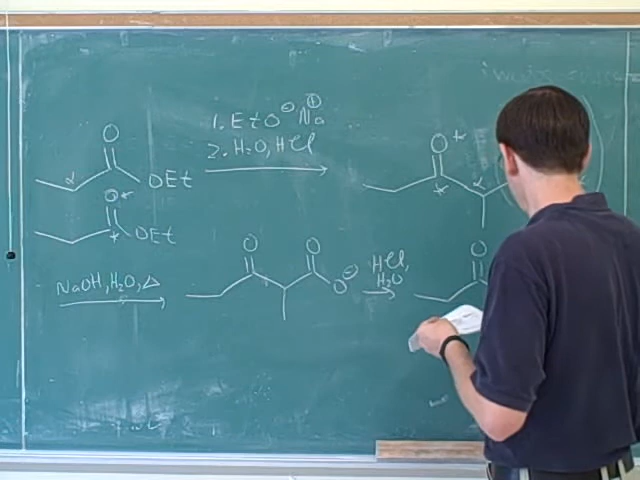 1. EtO⊖ Na⊕
2. H2O, HCl
O
α
OEt
O*
*
OEt
O*
*
α
NaOH, H2O, Δ
O
O
O⊖
HCl,
H2O
O